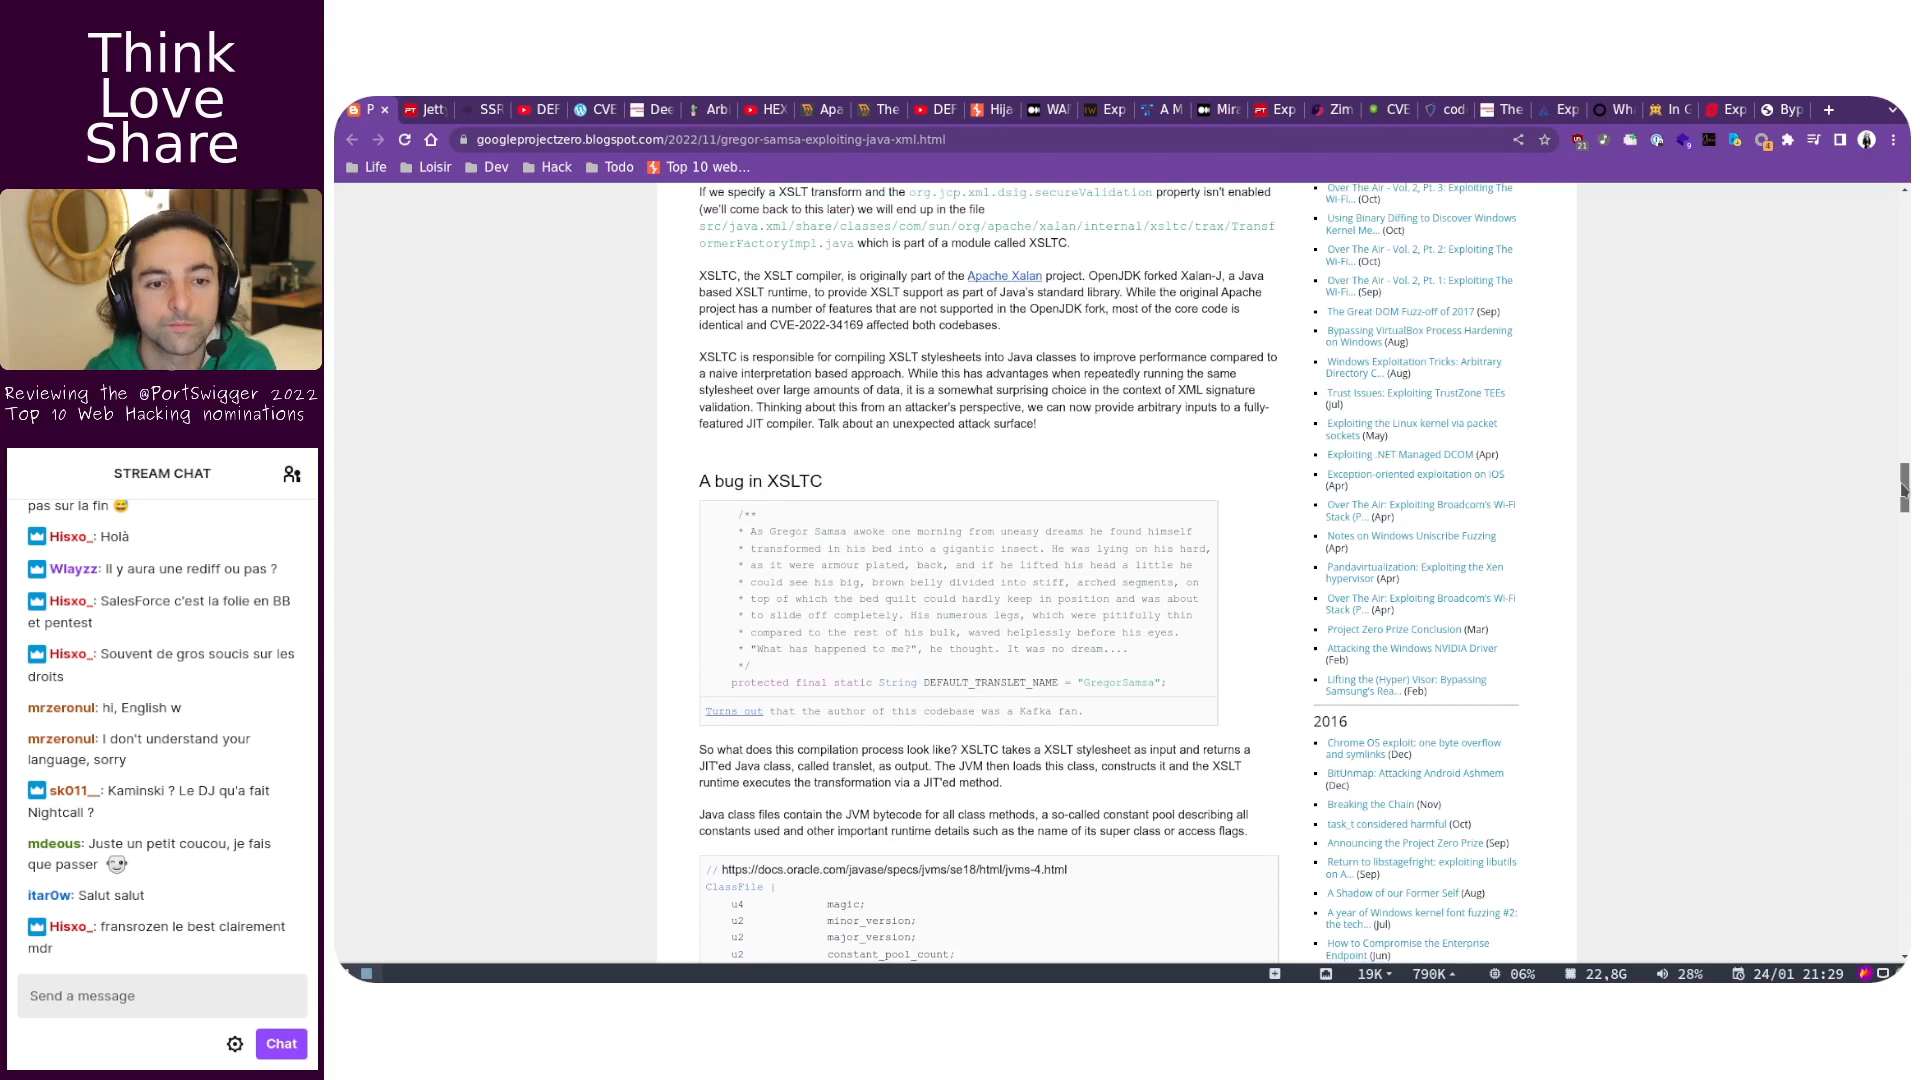 Think
Love
Share
Reviewing the @PortSwigger 2022
Top 10 Web Hacking nominations
STREAM CHAT
pas sur la fin 😅
Hisxo_: Holà
Wlayzz: Il y aura une rediff ou pas ?
Hisxo_: SalesForce c'est la folie en BB
et pentest
Hisxo_: Souvent de gros soucis sur les
droits
mrzeronul: hi, English w
mrzeronul: I don't understand your
language, sorry
sk011__: Kaminski ? Le DJ qu'a fait
Nightcall ?
mdeous: Juste un petit coucou, je fais
que passer
itar0w: Salut salut
Hisxo_: fransrozen le best clairement
mdr
Send a message
Chat
P × Jett SSR DEF CVE Dee Arb HEX Apa The DEF Hija WAF Exp A M Mira Exp Zim CVE cod The Exp Wh In G Exp Byp +
googleprojectzero.blogspot.com/2022/11/gregor-samsa-exploiting-java-xml.html
21
9
4
Life Loisir Dev Hack Todo Top 10 web...
If we specify a XSLT transform and the org.jcp.xml.dsig.secureValidation property isn't enabled
(we'll come back to this later) we will end up in the file
src/java.xml/share/classes/com/sun/org/apache/xalan/internal/xsltc/trax/Transf
ormerFactoryImpl.java which is part of a module called XSLTC.
XSLTC, the XSLT compiler, is originally part of the Apache Xalan project. OpenJDK forked Xalan-J, a Java
based XSLT runtime, to provide XSLT support as part of Java's standard library. While the original Apache
project has a number of features that are not supported in the OpenJDK fork, most of the core code is
identical and CVE-2022-34169 affected both codebases.
XSLTC is responsible for compiling XSLT stylesheets into Java classes to improve performance compared to
a naive interpretation based approach. While this has advantages when repeatedly running the same
stylesheet over large amounts of data, it is a somewhat surprising choice in the context of XML signature
validation. Thinking about this from an attacker's perspective, we can now provide arbitrary inputs to a fully-
featured JIT compiler. Talk about an unexpected attack surface!
A bug in XSLTC
/**
* As Gregor Samsa awoke one morning from uneasy dreams he found himself
* transformed in his bed into a gigantic insect. He was lying on his hard,
* as it were armour plated, back, and if he lifted his head a little he
* could see his big, brown belly divided into stiff, arched segments, on
* top of which the bed quilt could hardly keep in position and was about
* to slide off completely. His numerous legs, which were pitifully thin
* compared to the rest of his bulk, waved helplessly before his eyes.
* "What has happened to me?", he thought. It was no dream....
*/
protected final static String DEFAULT_TRANSLET_NAME = "GregorSamsa";
Turns out that the author of this codebase was a Kafka fan.
So what does this compilation process look like? XSLTC takes a XSLT stylesheet as input and returns a
JIT'ed Java class, called translet, as output. The JVM then loads this class, constructs it and the XSLT
runtime executes the transformation via a JIT'ed method.
Java class files contain the JVM bytecode for all class methods, a so-called constant pool describing all
constants used and other important runtime details such as the name of its super class or access flags.
// https://docs.oracle.com/javase/specs/jvms/se18/html/jvms-4.html
ClassFile {
u4 magic;
u2 minor_version;
u2 major_version;
u2 constant_pool_count;
Over The Air - Vol. 2, Pt. 3: Exploiting The
Wi-Fi... (Oct)
Using Binary Diffing to Discover Windows
Kernel Me... (Oct)
Over The Air - Vol. 2, Pt. 2: Exploiting The
Wi-Fi... (Oct)
Over The Air - Vol. 2, Pt. 1: Exploiting The
Wi-Fi... (Sep)
The Great DOM Fuzz-off of 2017 (Sep)
Bypassing VirtualBox Process Hardening
on Windows (Aug)
Windows Exploitation Tricks: Arbitrary
Directory C... (Aug)
Trust Issues: Exploiting TrustZone TEEs
(Jul)
Exploiting the Linux kernel via packet
sockets (May)
Exploiting .NET Managed DCOM (Apr)
Exception-oriented exploitation on iOS
(Apr)
Over The Air: Exploiting Broadcom's Wi-Fi
Stack (P... (Apr)
Notes on Windows Uniscribe Fuzzing
(Apr)
Pandavirtualization: Exploiting the Xen
hypervisor (Apr)
Over The Air: Exploiting Broadcom's Wi-Fi
Stack (P... (Apr)
Project Zero Prize Conclusion (Mar)
Attacking the Windows NVIDIA Driver
(Feb)
Lifting the (Hyper) Visor: Bypassing
Samsung's Rea... (Feb)
2016
Chrome OS exploit: one byte overflow
and symlinks (Dec)
BitUnmap: Attacking Android Ashmem
(Dec)
Breaking the Chain (Nov)
task_t considered harmful (Oct)
Announcing the Project Zero Prize (Sep)
Return to libstagefright: exploiting libutils
on A... (Sep)
A Shadow of our Former Self (Aug)
A year of Windows kernel font fuzzing #2:
the tech... (Jul)
How to Compromise the Enterprise
Endpoint (Jun)
19K 790K 06% 22,8G 28% 24/01 21:29